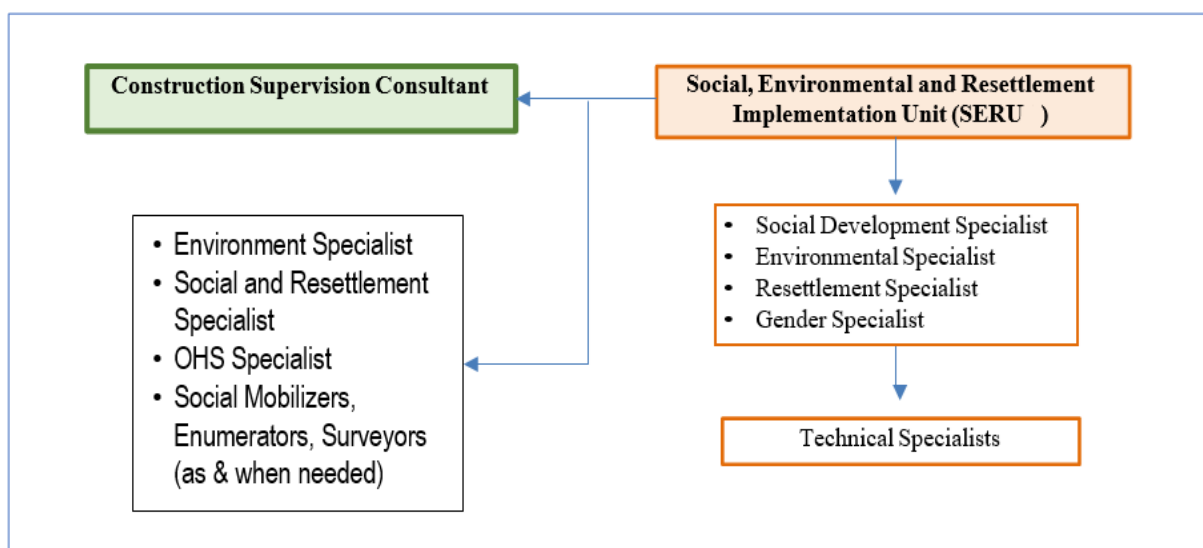 Construction Supervision Consultant
Social, Environmental and Resettlement
Implementation Unit (SERU )
• Environment Specialist
• Social and Resettlement
Specialist
• OHS Specialist
• Social Mobilizers,
Enumerators, Surveyors
(as & when needed)
• Social Development Specialist
• Environmental Specialist
• Resettlement Specialist
• Gender Specialist
Technical Specialists